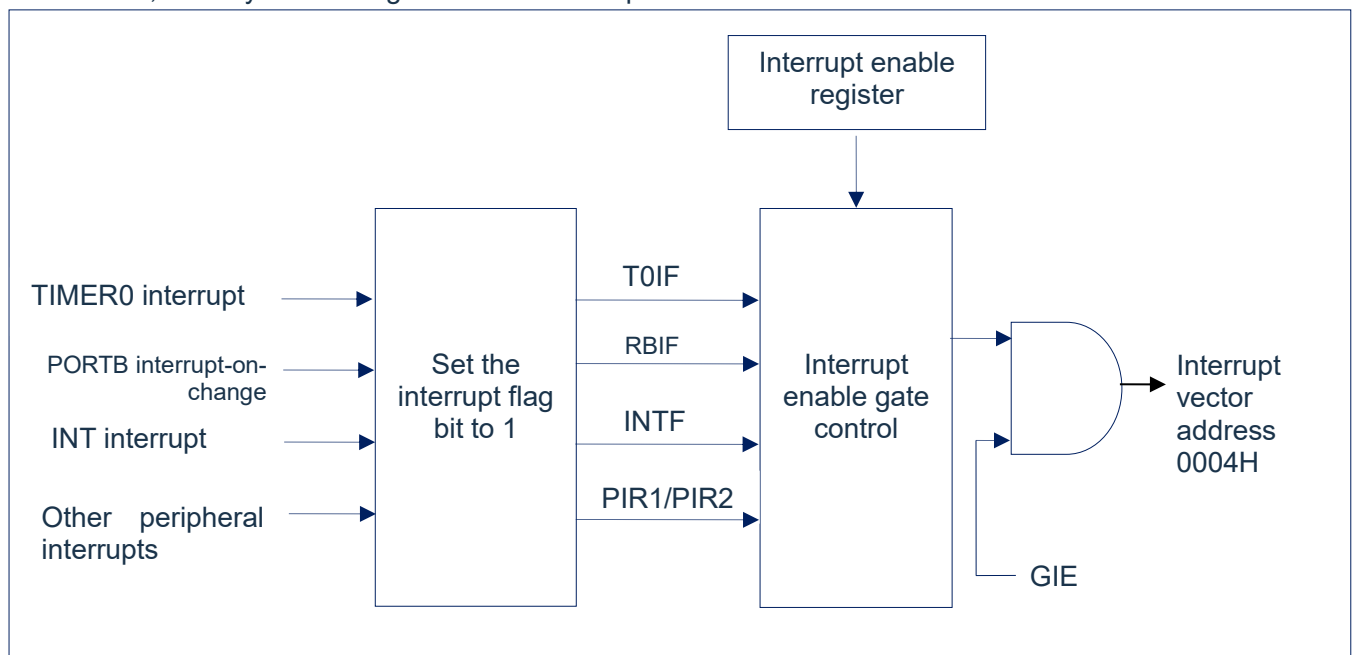 Interrupt enable
register
TIMER0 interrupt
PORTB interrupt-on-
change
INT interrupt
Other peripheral
interrupts
Set the
interrupt flag
bit to 1
T0IF
RBIF
INTF
PIR1/PIR2
Interrupt
enable gate
control
GIE
Interrupt
vector
address
0004H